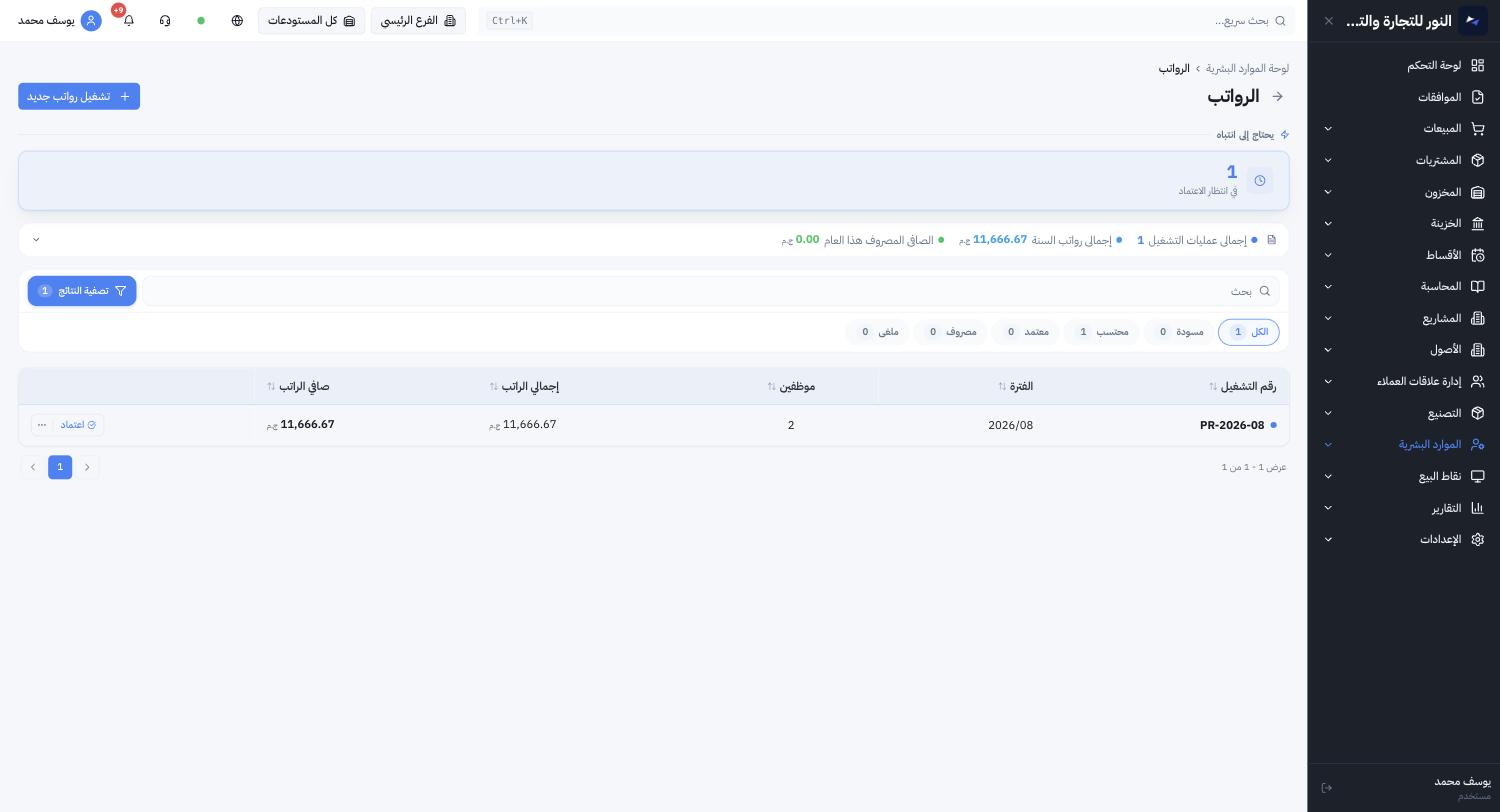 النور للتجارة والتـ...
لوحة التحكم
الموافقات
المبيعات
المشتريات
المخزون
الخزينة
الأقساط
المحاسبة
المشاريع
الأصول
إدارة علاقات العملاء
التصنيع
الموارد البشرية
نقاط البيع
التقارير
الإعدادات
يوسف محمد
مستخدم
بحث سريع... Ctrl+K
الفرع الرئيسي
كل المستودعات
+9
يوسف محمد
لوحة الموارد البشرية › الرواتب
الرواتب
تشغيل رواتب جديد
يحتاج إلى انتباه
1
في انتظار الاعتماد
إجمالي عمليات التشغيل 1 إجمالي رواتب السنة 11,666.67 ج.م الصافي المصروف هذا العام 0.00 ج.م
بحث
تصفية النتائج 1
الكل 1 مسودة 0 محتسب 1 معتمد 0 مصروف 0 ملغى 0
رقم التشغيل الفترة موظفين إجمالي الراتب صافي الراتب
PR-2026-08 2026/08 2 11,666.67 ج.م 11,666.67 ج.م اعتماد ...
عرض 1 - 1 من 1
1